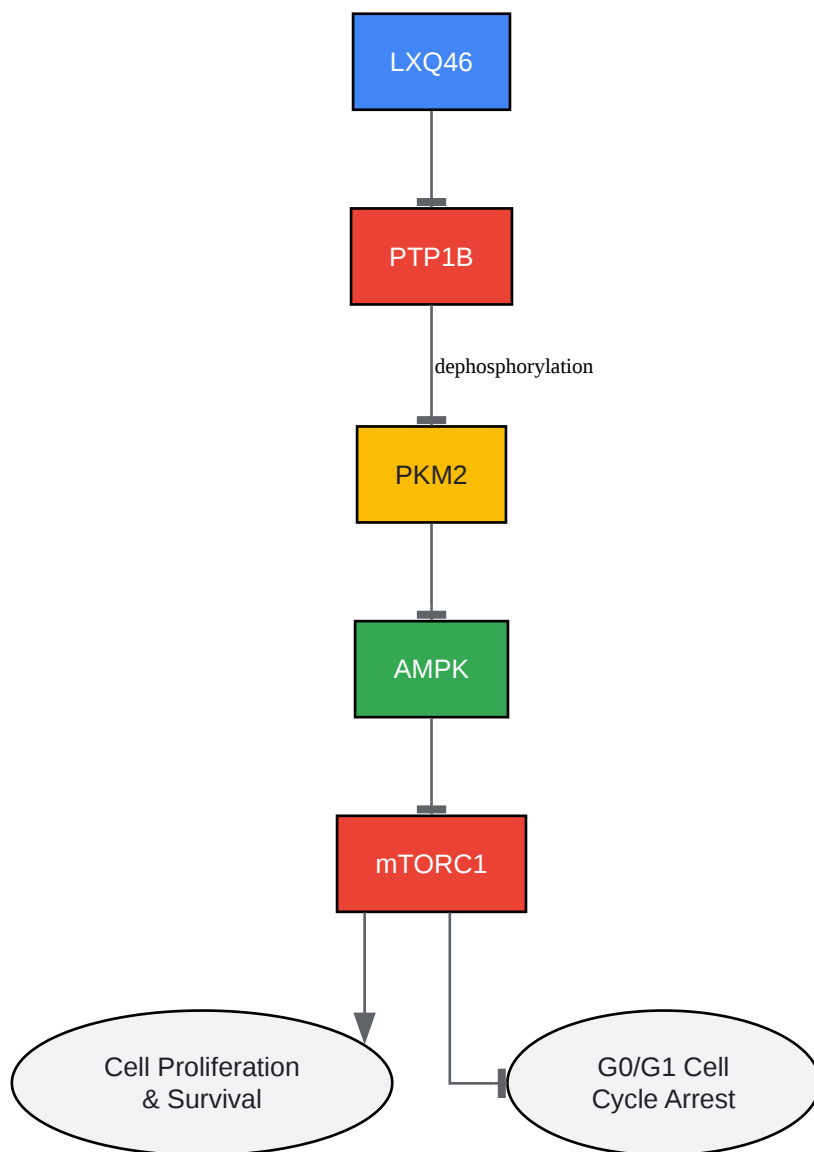 LXQ46
PTP1B
dephosphorylation
PKM2
AMPK
mTORC1
Cell Proliferation
& Survival
G0/G1 Cell
Cycle Arrest